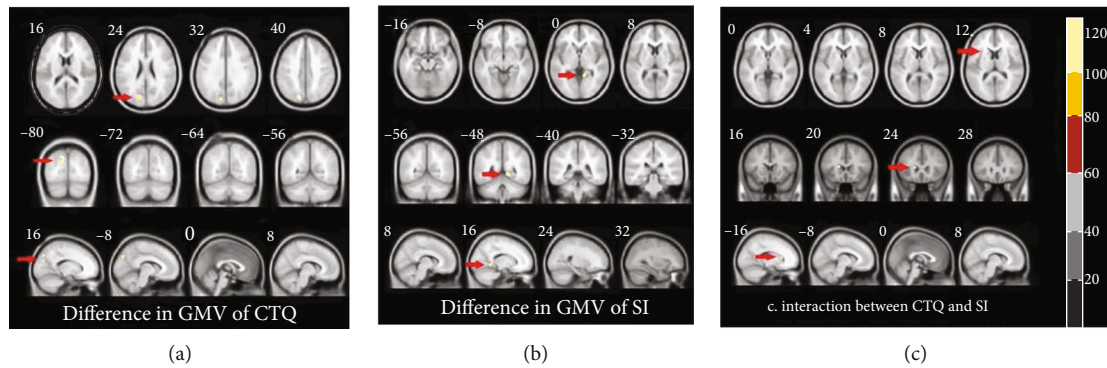 16 24 32 40
−80 −72 −64 −56
16 −8 0 8
Difference in GMV of CTQ
(a)
−16 −8 0 8
−56 −48 −40 −32
8 16 24 32
Difference in GMV of SI
(b)
0 4 8 12
16 20 24 28
−16 −8 0 8
c. interaction between CTQ and SI
(c)
120
100
80
60
40
20